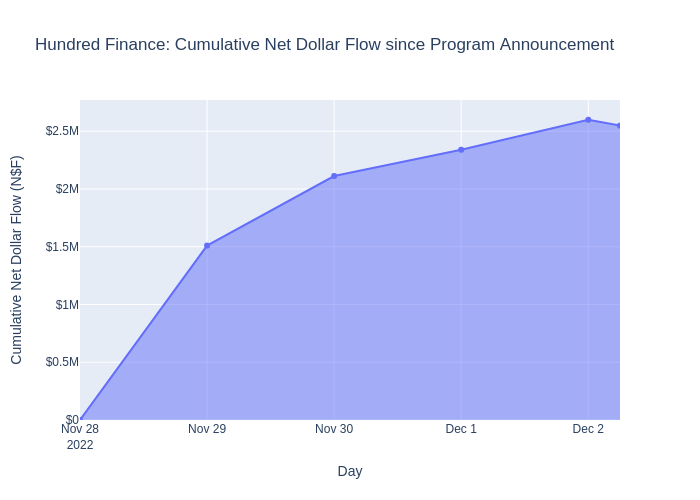 Hundred Finance: Cumulative Net Dollar Flow since Program Announcement
Cumulative Net Dollar Flow (N$F)
$2.5M
$2M
$1.5M
$1M
$0.5M
$0
Nov 28 Nov 29 Nov 30 Dec 1 Dec 2
2022
Day